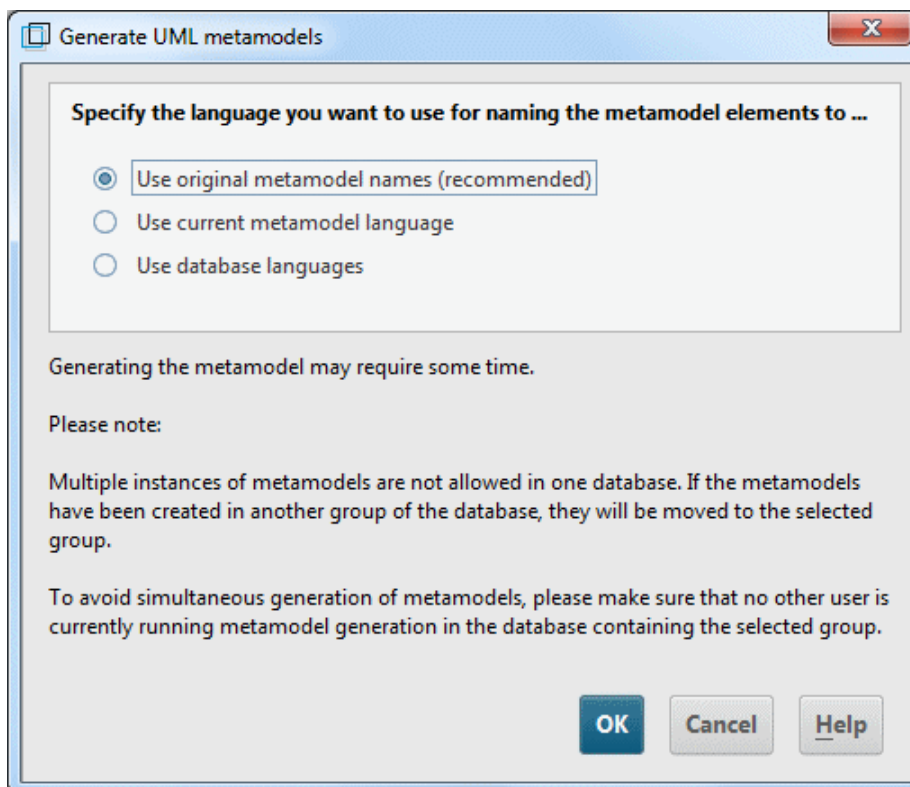 Generate UML metamodels
Specify the language you want to use for naming the metamodel elements to ...
Use original metamodel names (recommended)
Use current metamodel language
Use database languages
Generating the metamodel may require some time.
Please note:
Multiple instances of metamodels are not allowed in one database. If the metamodels
have been created in another group of the database, they will be moved to the selected
group.
To avoid simultaneous generation of metamodels, please make sure that no other user is
currently running metamodel generation in the database containing the selected group.
OK Cancel Help